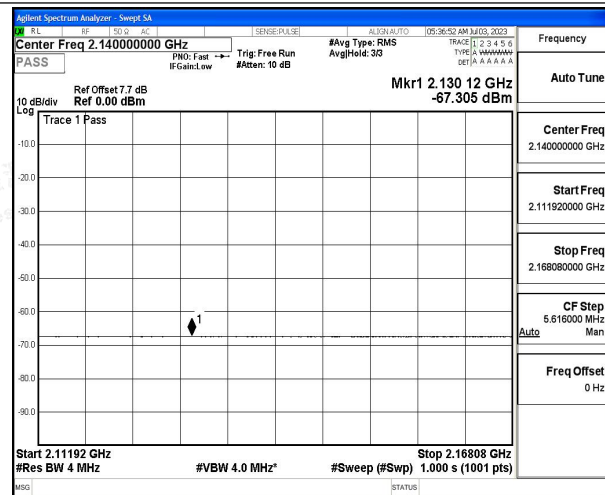 Agilent Spectrum Analyzer - Swept SA
RL RF 50 Ω AC SENSE:PULSE ALIGN AUTO 05:36:52 AM Jul 03, 2023
Center Freq 2.140000000 GHz
PASS
PNO: Fast
IFGain:Low
Trig: Free Run
#Atten: 10 dB
#Avg Type: RMS
Avg|Hold: 3/3
TRACE 1 2 3 4 5 6
TYPE A WWWWW
DET A A A A A A
Mkr1 2.130 12 GHz
-67.305 dBm
Ref Offset 7.7 dB
10 dB/div Ref 0.00 dBm
Log
Trace 1 Pass
-10.0
-20.0
-30.0
-40.0
-50.0
-60.0
-70.0
-80.0
-90.0
1
Start 2.11192 GHz Stop 2.16808 GHz
#Res BW 4 MHz #VBW 4.0 MHz* #Sweep (#Swp) 1.000 s (1001 pts)
MSG STATUS
Frequency
Auto Tune
Center Freq
2.140000000 GHz
Start Freq
2.111920000 GHz
Stop Freq
2.168080000 GHz
CF Step
5.616000 MHz
Auto Man
Freq Offset
0 Hz